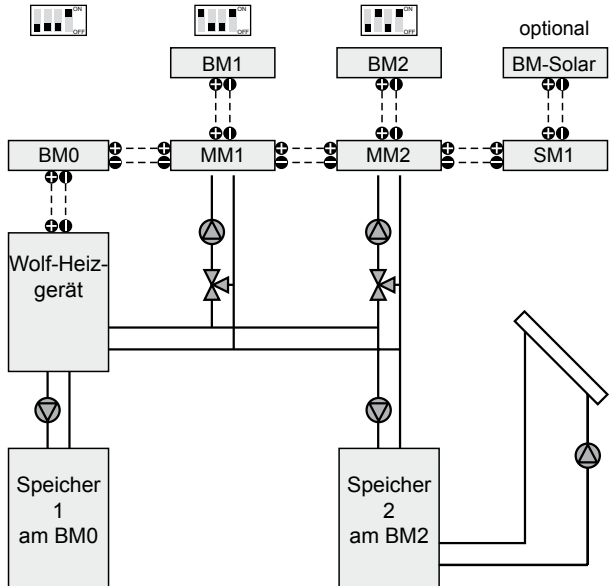 ON
OFF
ON
OFF
ON
OFF
optional
BM1
BM2
BM-Solar
BM0
MM1
MM2
SM1
Wolf-Heiz-
gerät
Speicher
1
am BM0
Speicher
2
am BM2